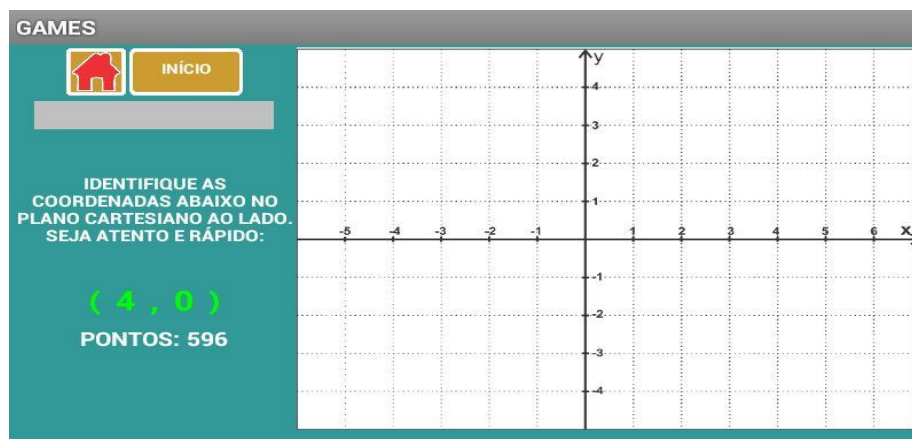 GAMES
INÍCIO
IDENTIFIQUE AS
COORDENADAS ABAIXO NO
PLANO CARTESIANO AO LADO.
SEJA ATENTO E RÁPIDO:
( 4 , 0 )
PONTOS: 596
y
4
3
2
1
-5 -4 -3 -2 -1 1 2 3 4 5 6 x
-1
-2
-3
-4